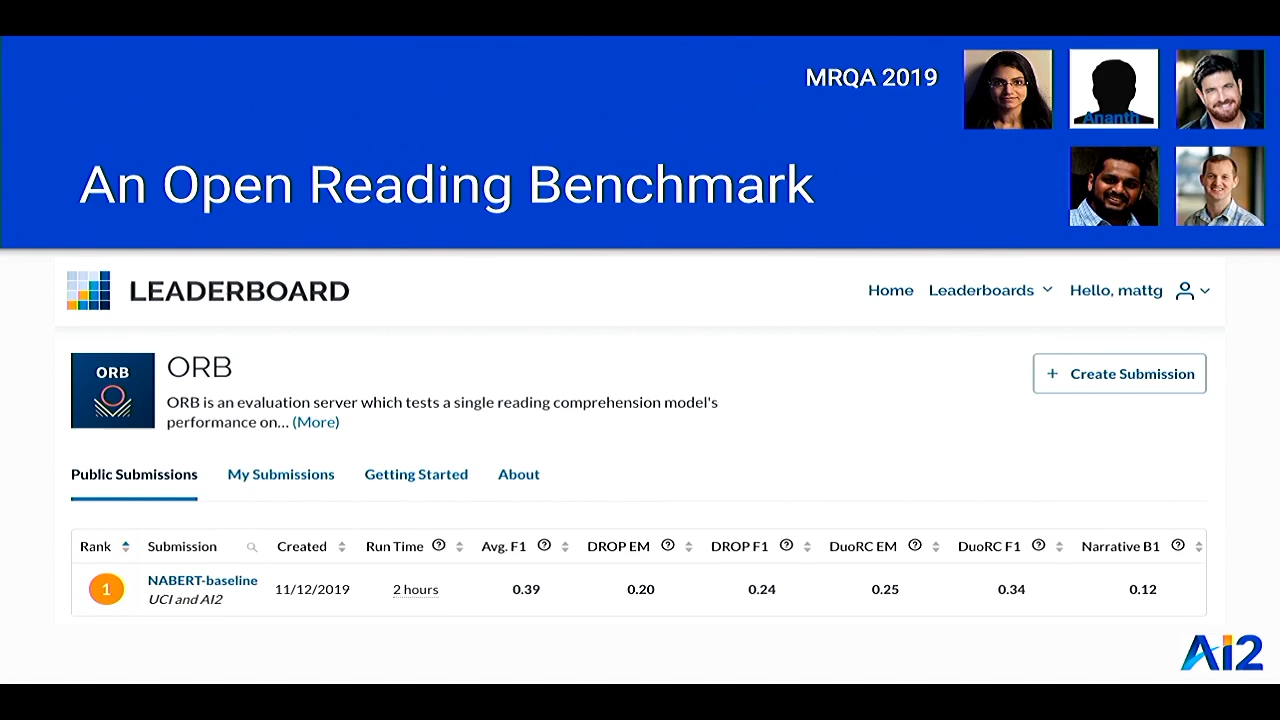 MRQA 2019
Ananth
An Open Reading Benchmark
LEADERBOARD
Home Leaderboards Hello, mattg
ORB
ORB
Create Submission
ORB is an evaluation server which tests a single reading comprehension model's
performance on... (More)
Public Submissions My Submissions Getting Started About
Rank Submission Created Run Time Avg. F1 DROP EM DROP F1 DuoRC EM DuoRC F1 Narrative B1
1 NABERT-baseline 11/12/2019 2 hours 0.39 0.20 0.24 0.25 0.34 0.12
UCI and AI2
Ai2